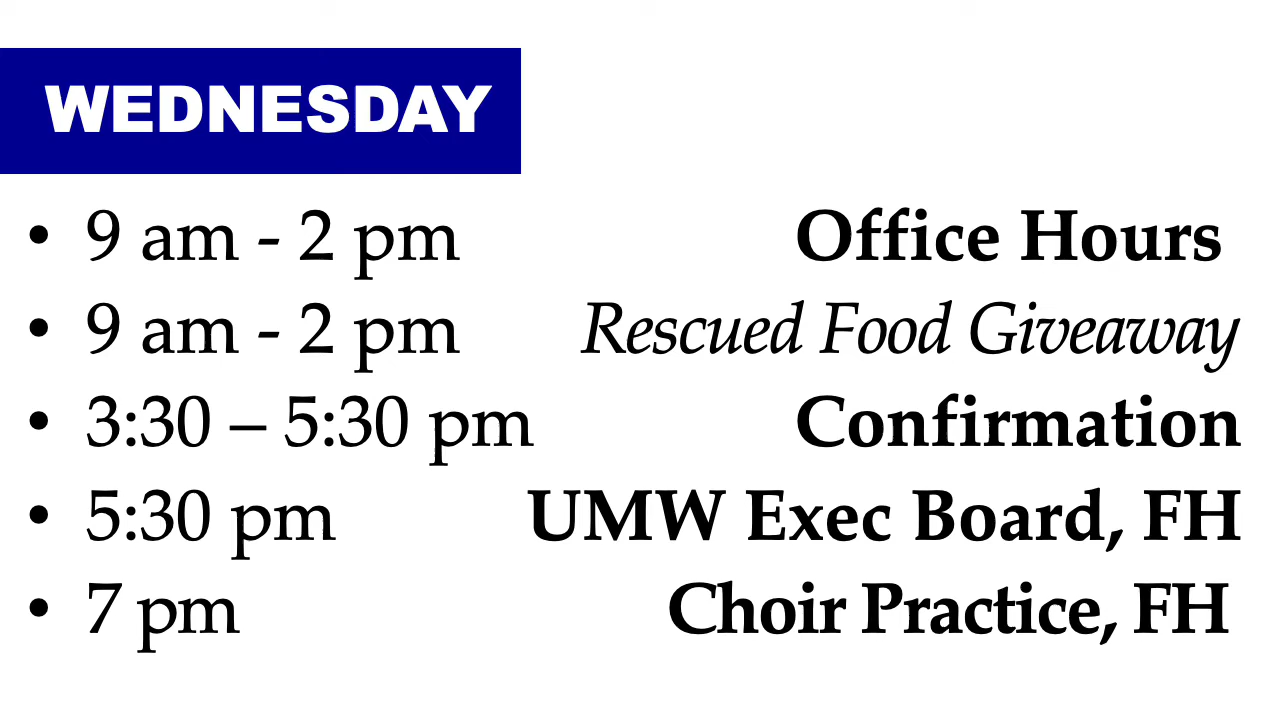 WEDNESDAY
• 9 am - 2 pm Office Hours
• 9 am - 2 pm Rescued Food Giveaway
• 3:30 – 5:30 pm Confirmation
• 5:30 pm UMW Exec Board, FH
• 7 pm Choir Practice, FH